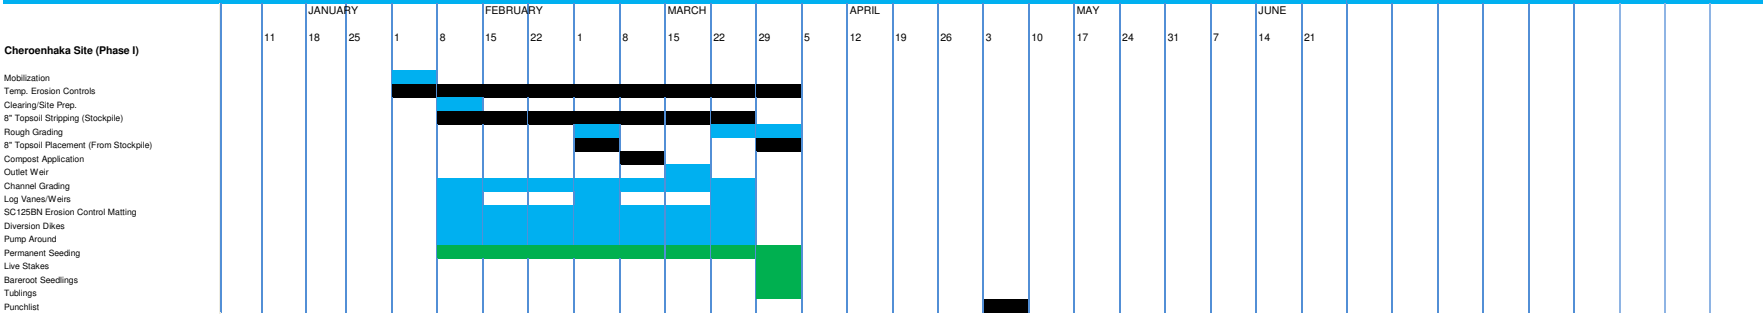 JANUARY FEBRUARY MARCH APRIL MAY JUNE
11 18 25 1 8 15 22 1 8 15 22 29 5 12 19 26 3 10 17 24 31 7 14 21
Cheroenhaka Site (Phase I)
Mobilization
Temp. Erosion Controls
Clearing/Site Prep.
8" Topsoil Stripping (Stockpile)
Rough Grading
8" Topsoil Placement (From Stockpile)
Compost Application
Outlet Weir
Channel Grading
Log Vanes/Weirs
SC125BN Erosion Control Matting
Diversion Dikes
Pump Around
Permanent Seeding
Live Stakes
Bareroot Seedlings
Tublings
Punchlist